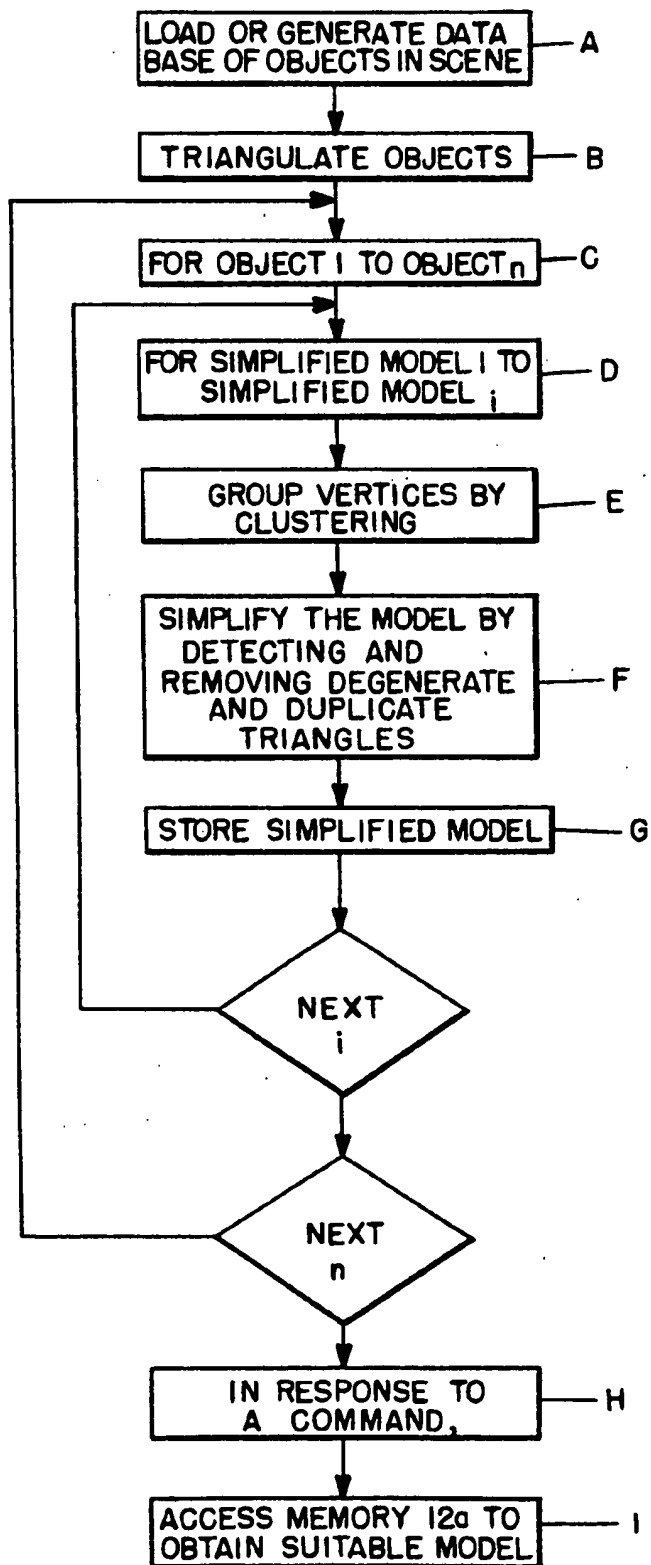 LOAD OR GENERATE DATA
BASE OF OBJECTS IN SCENE
A
TRIANGULATE OBJECTS
B
FOR OBJECT 1 TO OBJECT n
C
FOR SIMPLIFIED MODEL 1 TO
SIMPLIFIED MODEL i
D
GROUP VERTICES BY
CLUSTERING
E
SIMPLIFY THE MODEL BY
DETECTING AND
REMOVING DEGENERATE
AND DUPLICATE
TRIANGLES
F
STORE SIMPLIFIED MODEL
G
NEXT
i
NEXT
n
IN RESPONSE TO
A COMMAND,
H
ACCESS MEMORY 12a TO
OBTAIN SUITABLE MODEL
I